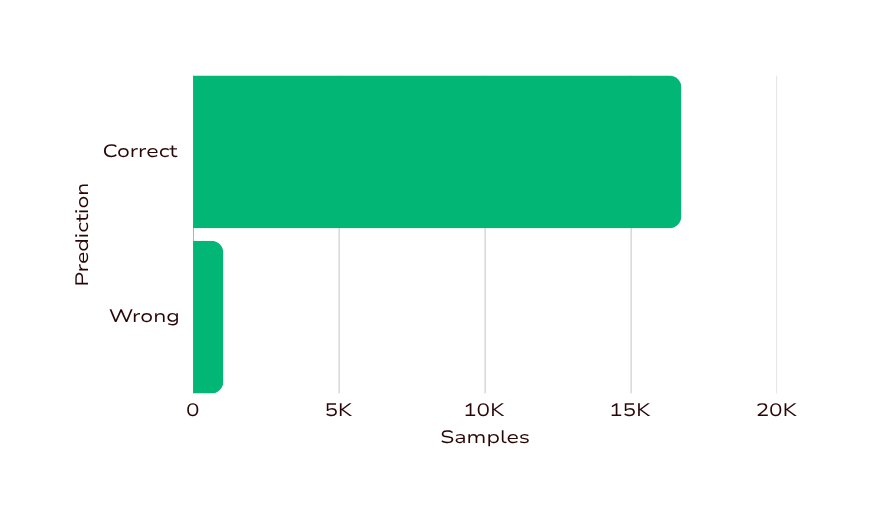 Prediction
Correct
Wrong
0 5K 10K 15K 20K
Samples